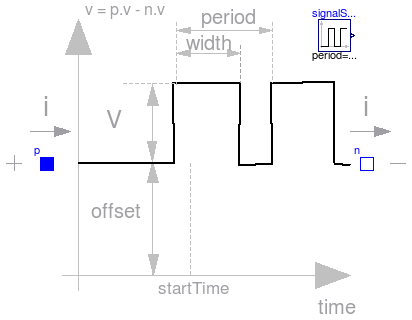 v = p.v - n.v
period
signalS...
width
period=...
i
V
i
+
p
n
−
offset
startTime
time